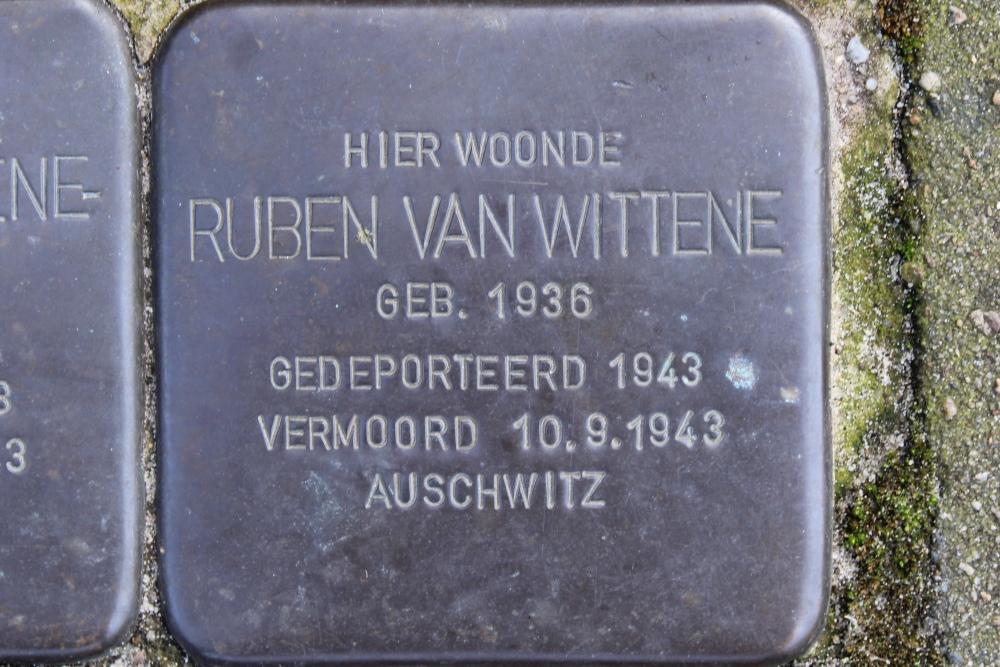 HIER WOONDE
RUBEN VAN WITTENE
GEB. 1936
GEDEPORTEERD 1943
VERMOORD 10.9.1943
AUSCHWITZ